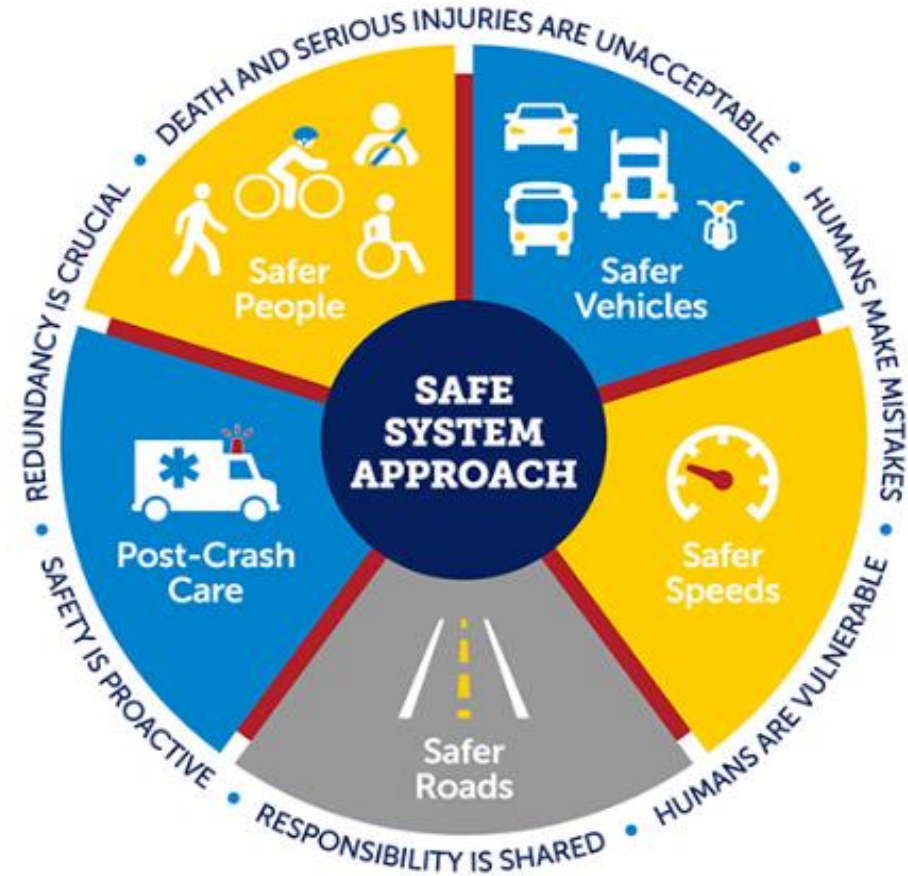 DEATH AND SERIOUS INJURIES ARE UNACCEPTABLE
HUMANS MAKE MISTAKES
HUMANS ARE VULNERABLE
RESPONSIBILITY IS SHARED
SAFETY IS PROACTIVE
REDUNDANCY IS CRUCIAL
Safer
People
Safer
Vehicles
SAFE
SYSTEM
APPROACH
Post-Crash
Care
Safer
Speeds
Safer
Roads